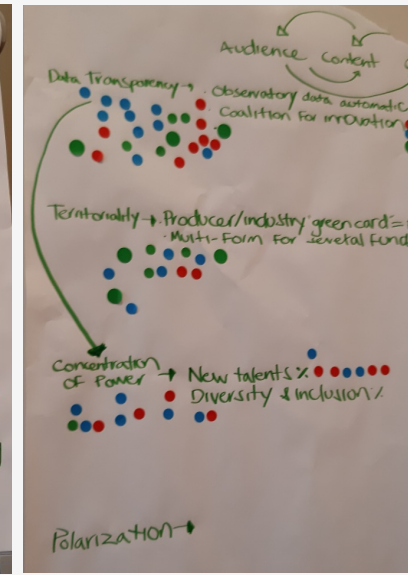 Audience Content
Data Transparency → • Observatory data automatic
Coalition for innovation
Territoriality → • Producer/industry green card =
• Multi-Form for several Fund
Concentration of Power → New talents %
Diversity & inclusion %
Polarization →